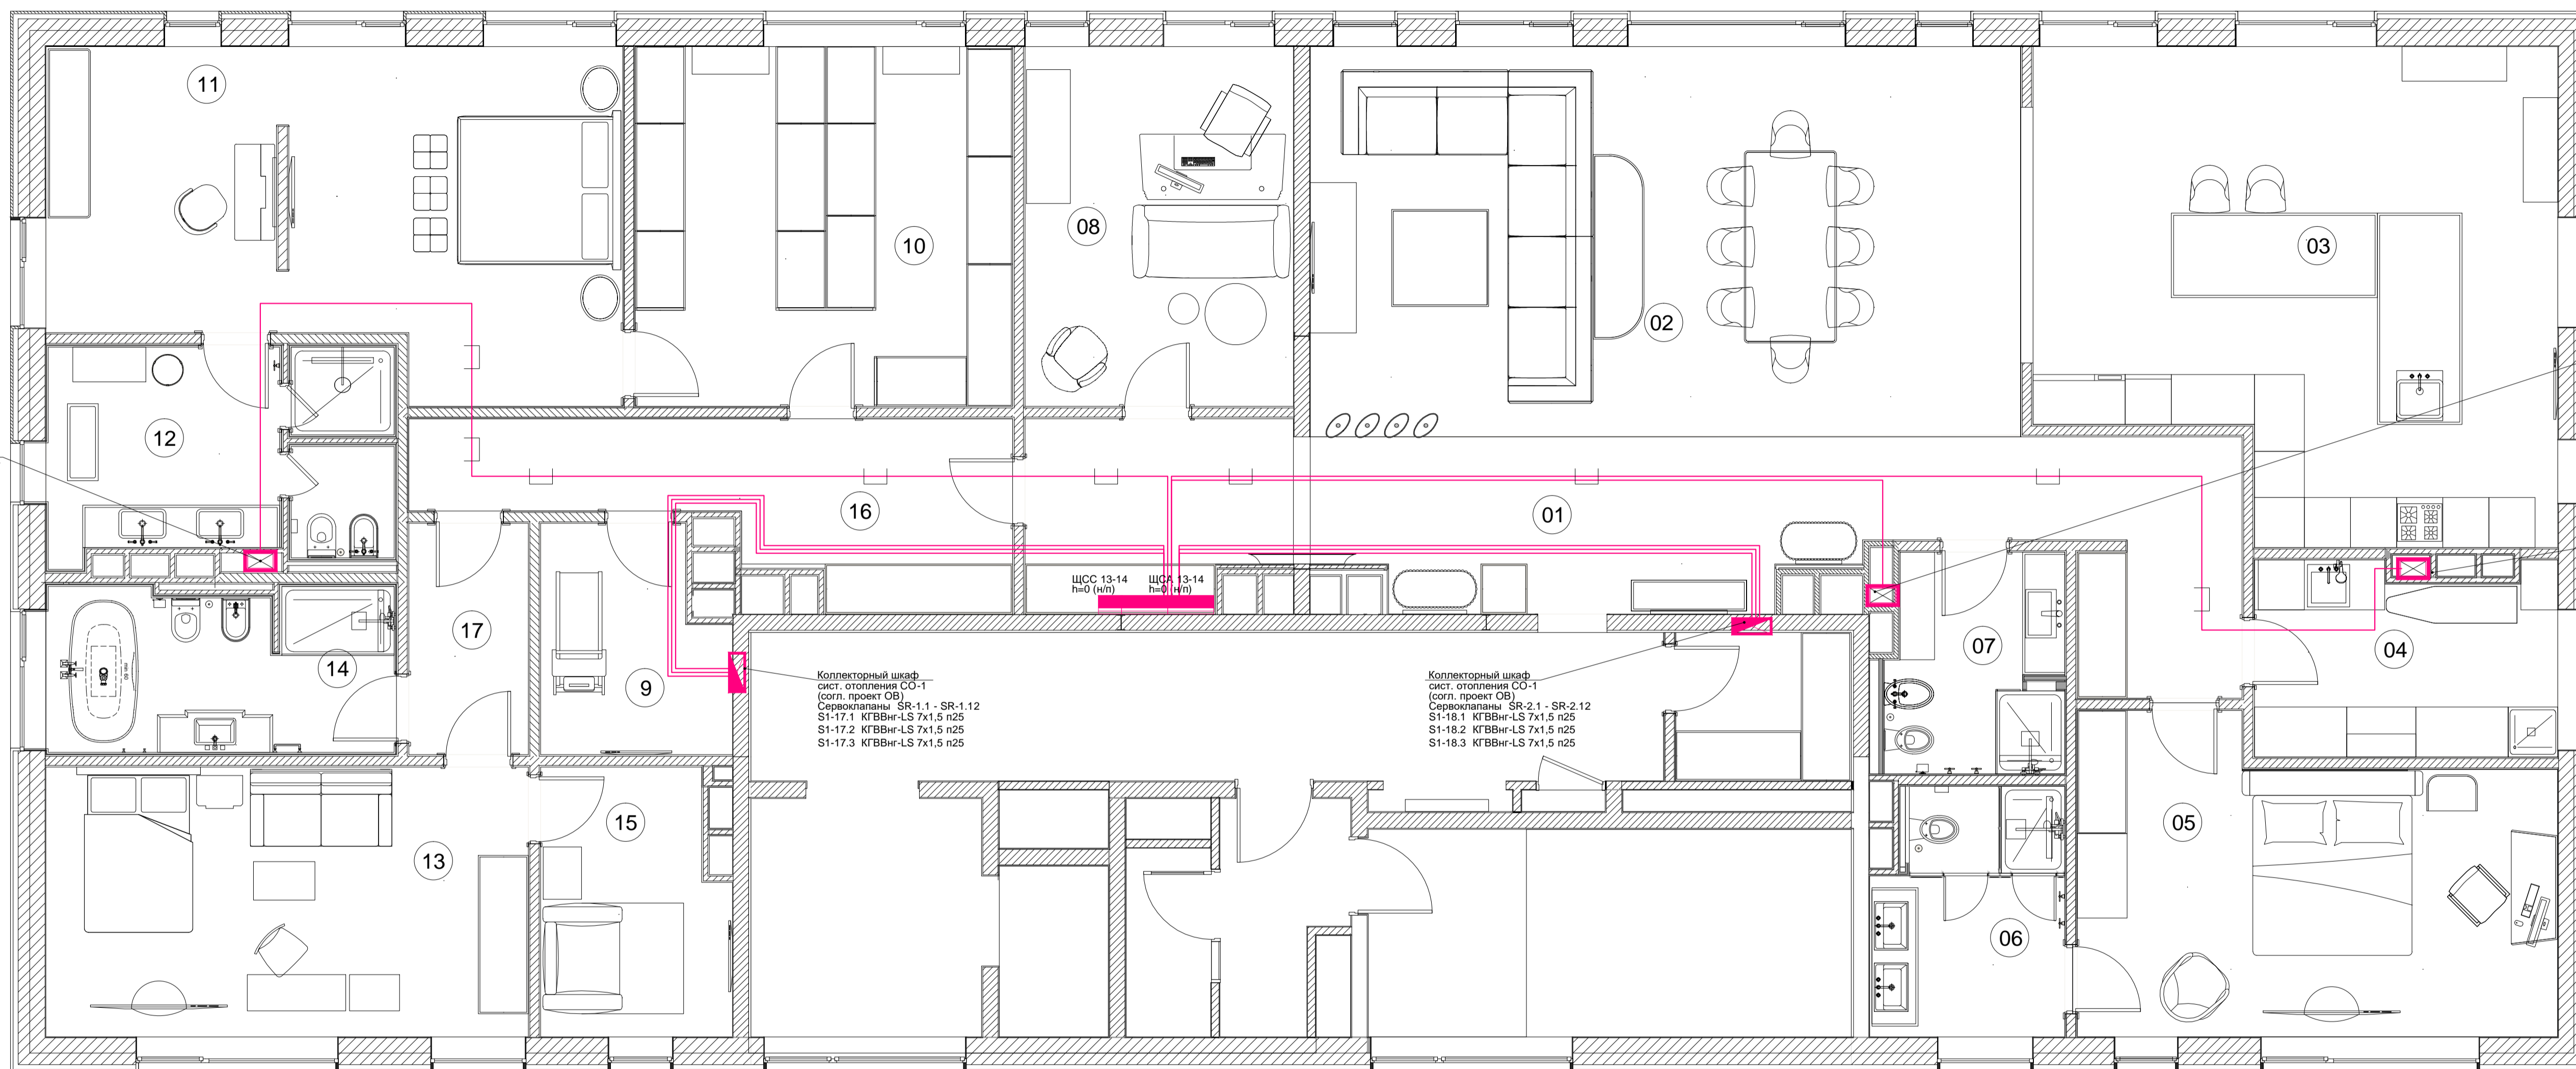 11
10
08
02
03
12
16
01
ЩСС 13-14
h=0 (н/п)
ЩСА 13-14
h=0 (н/п)
14
17
9
07
04
Коллекторный шкаф
сист. отопления СО-1
(согл. проект ОВ)
Сервоклапаны SR-1.1 - SR-1.12
S1-17.1 КГВВнг-LS 7х1,5 п25
S1-17.2 КГВВнг-LS 7х1,5 п25
S1-17.3 КГВВнг-LS 7х1,5 п25
Коллекторный шкаф
сист. отопления СО-1
(согл. проект ОВ)
Сервоклапаны SR-2.1 - SR-2.12
S1-18.1 КГВВнг-LS 7х1,5 п25
S1-18.2 КГВВнг-LS 7х1,5 п25
S1-18.3 КГВВнг-LS 7х1,5 п25
13
15
05
06